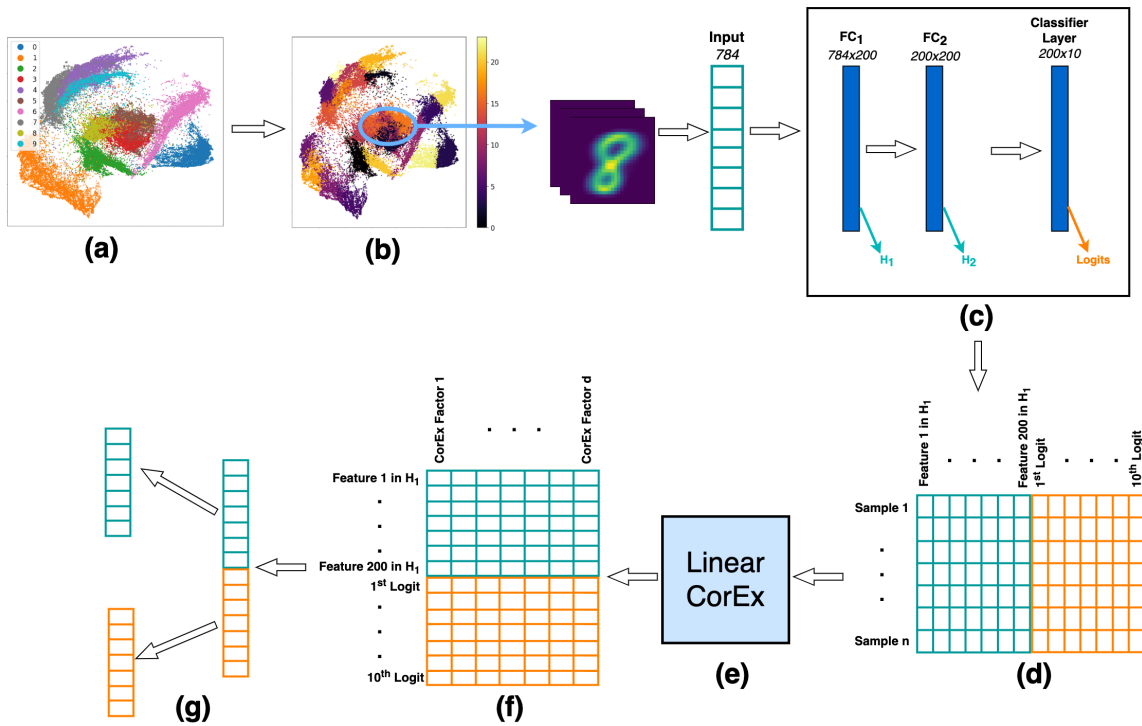 0
1
2
3
4
5
6
7
8
9
(a)
20
15
10
5
0
(b)
Input
784
FC1
784x200
FC2
200x200
Classifier
Layer
200x10
H1
H2
Logits
(c)
Feature 1 in H1
. . .
Feature 200 in H1
1st Logit
. . .
10th Logit
Sample 1
.
.
.
Sample n
(d)
Linear
CorEx
(e)
CorEx Factor 1
. . .
CorEx Factor d
Feature 1 in H1
.
.
.
Feature 200 in H1
1st Logit
.
.
.
10th Logit
(f)
(g)